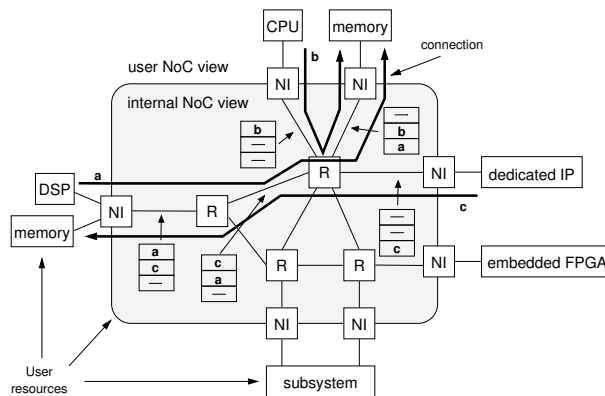 CPU
memory
connection
user NoC view
b
NI
NI
internal NoC view
b
—
—
—
b
a
a
R
NI
dedicated IP
DSP
NI
R
c
memory
—
—
c
a
c
—
c
a
—
R
R
NI
embedded FPGA
NI
NI
User
resources
subsystem